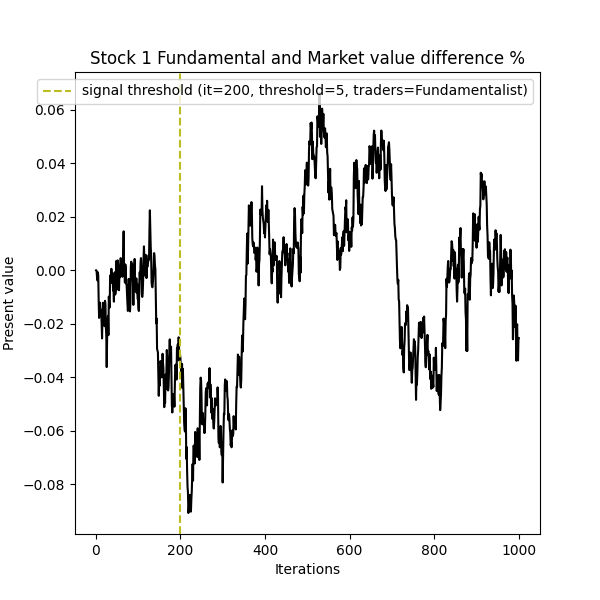 Stock 1 Fundamental and Market value difference %
signal threshold (it=200, threshold=5, traders=Fundamentalist)
0.06
0.04
0.02
0.00
−0.02
−0.04
−0.06
−0.08
Present value
0 200 400 600 800 1000
Iterations